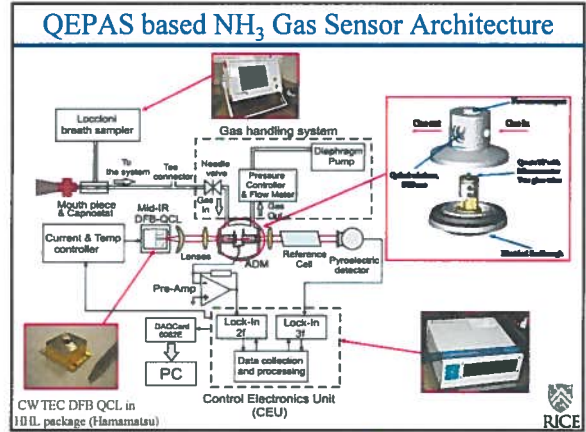 QEPAS based NH₃ Gas Sensor Architecture
Loccioni
breath sampler
Gas handling system
Diaphragm
Pump
To
the system
Tee
connector
Needle
valve
Pressure
Controller
& Flow Meter
Gas
In
Gas
Out
Mouth piece
& Capnostat
Mid-IR
DFB-QCL
Current & Temp
controller
Lenses
ADM
Reference
Cell
Pyroelectric
detector
Pre-Amp
Lock-In
2f
Lock-In
3f
DAQCard
6062E
Data collection
and processing
PC
Control Electronics Unit
(CEU)
Gas out
Gas in
CW TEC DFB QCL in
HHL package (Hamamatsu)
RICE